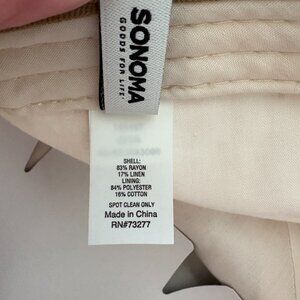 SONOMA
GOODS FOR LIFE™
SHELL:
83% RAYON
17% LINEN
LINING:
84% POLYESTER
16% COTTON
SPOT CLEAN ONLY
Made in China
RN#73277